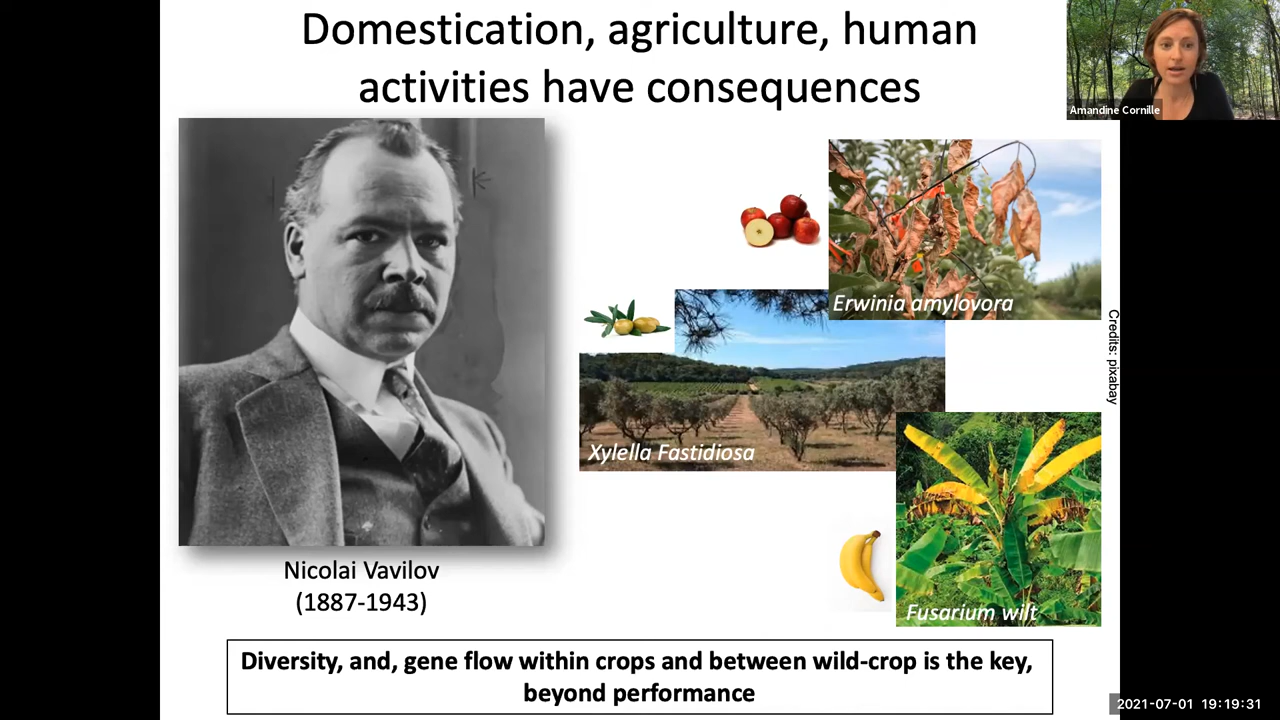 Domestication, agriculture, human
activities have consequences
Amandine Cornille
Erwinia amylovora
Credits: pixabay
Xylella Fastidiosa
Fusarium wilt
Nicolai Vavilov
(1887-1943)
Diversity, and, gene flow within crops and between wild-crop is the key,
beyond performance
2021-07-01 19:19:31